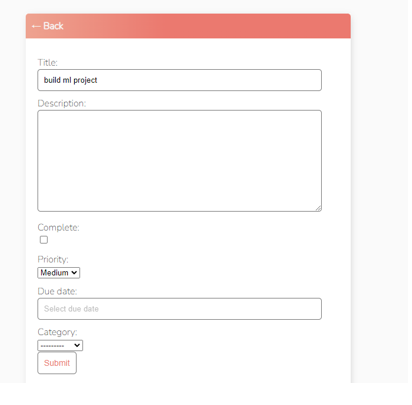 ← Back
Title:
build ml project
Description:
Complete:
Priority:
Medium
Due date:
Select due date
Category:
---------
Submit